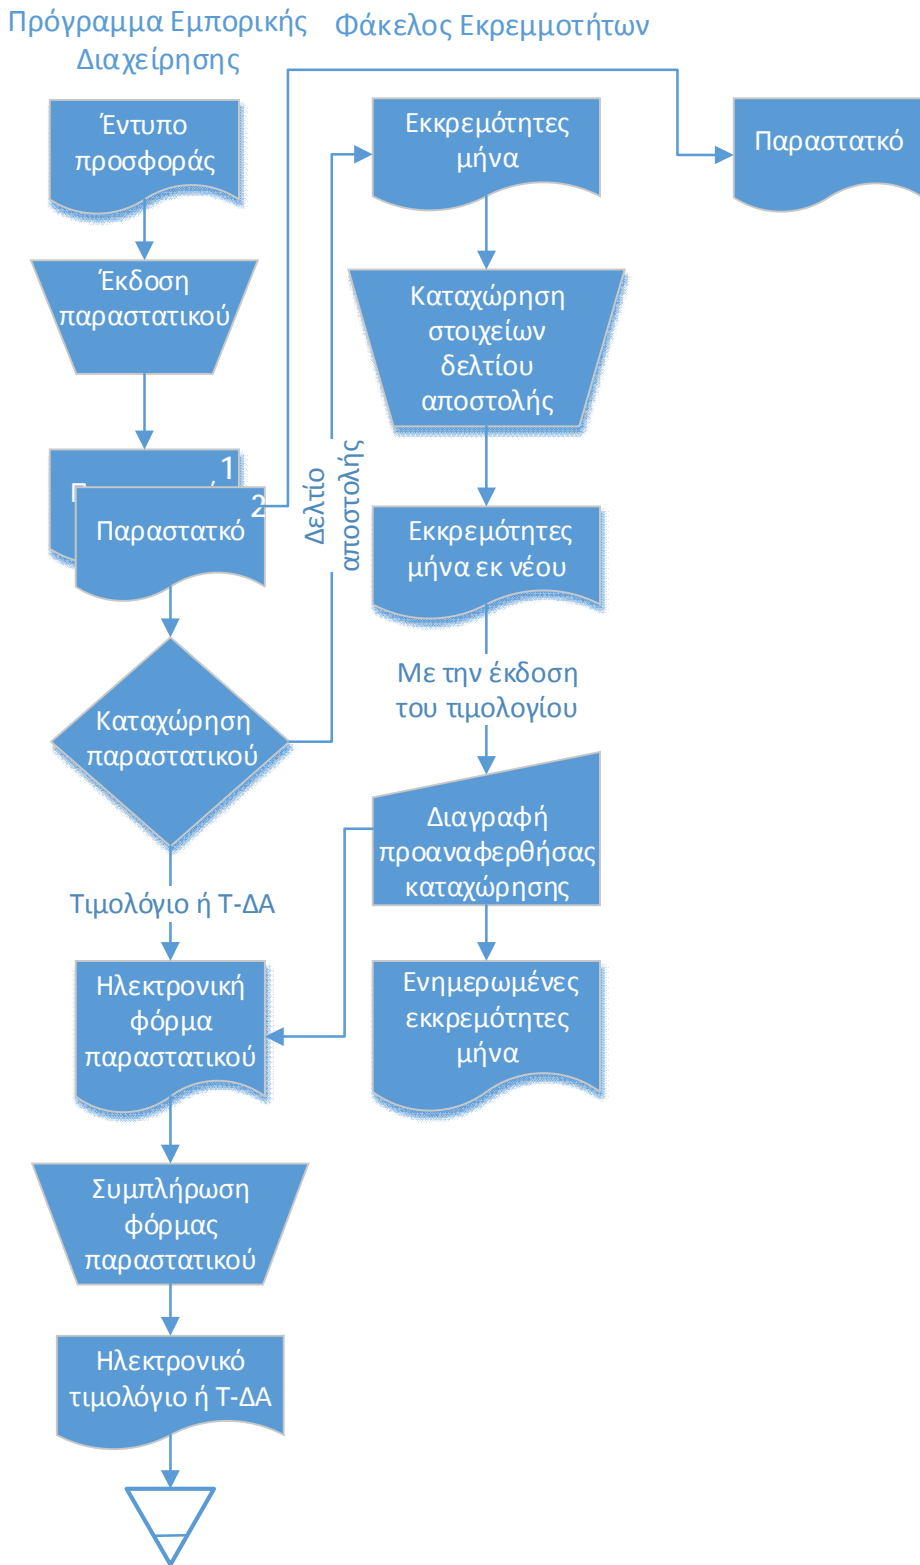 Πρόγραμμα Εμπορικής
Διαχείρησης
Φάκελος Εκρεμμοτήτων
Έντυπο
προσφοράς
Έκδοση
παραστατικού
1
2
Παραστατκό
Καταχώρηση
παραστατικού
Τιμολόγιο ή Τ-ΔΑ
Ηλεκτρονική
φόρμα
παραστατικού
Συμπλήρωση
φόρμας
παραστατικού
Ηλεκτρονικό
τιμολόγιο ή Τ-ΔΑ
Δελτίο
αποστολής
Εκκρεμότητες
μήνα
Καταχώρηση
στοιχείων
δελτίου
αποστολής
Εκκρεμότητες
μήνα εκ νέου
Με την έκδοση
του τιμολογίου
Διαγραφή
προαναφερθήσας
καταχώρησης
Ενημερωμένες
εκκρεμότητες
μήνα
Παραστατκό